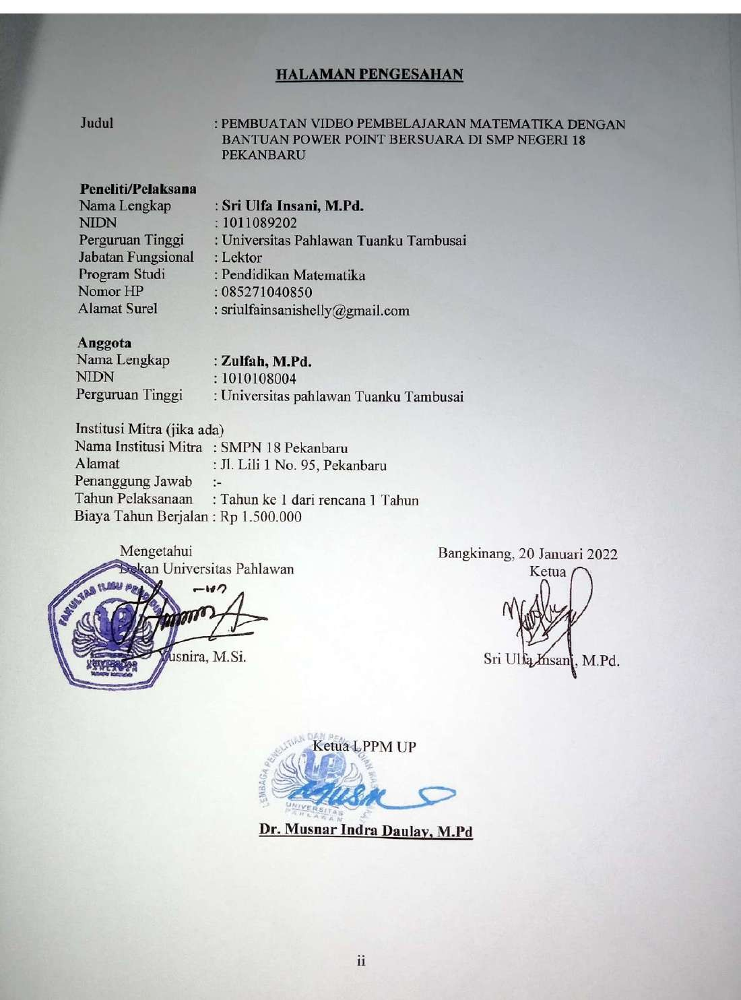 HALAMAN PENGESAHAN
Judul : PEMBUATAN VIDEO PEMBELAJARAN MATEMATIKA DENGAN
BANTUAN POWER POINT BERSUARA DI SMP NEGERI 18
PEKANBARU
Peneliti/Pelaksana
Nama Lengkap : Sri Ulfa Insani, M.Pd.
NIDN : 1011089202
Perguruan Tinggi : Universitas Pahlawan Tuanku Tambusai
Jabatan Fungsional : Lektor
Program Studi : Pendidikan Matematika
Nomor HP : 085271040850
Alamat Surel : sriulfainsanishelly@gmail.com
Anggota
Nama Lengkap : Zulfah, M.Pd.
NIDN : 1010108004
Perguruan Tinggi : Universitas pahlawan Tuanku Tambusai
Institusi Mitra (jika ada)
Nama Institusi Mitra : SMPN 18 Pekanbaru
Alamat : Jl. Lili 1 No. 95, Pekanbaru
Penanggung Jawab :-
Tahun Pelaksanaan : Tahun ke 1 dari rencana 1 Tahun
Biaya Tahun Berjalan : Rp 1.500.000
Mengetahui
Dekan Universitas Pahlawan
Bangkinang, 20 Januari 2022
Ketua
FAKULTAS ILMU
UNIVERSITAS
PAHLAWAN
Yusnira, M.Si.
Sri Ulfa Insani, M.Pd.
Ketua LPPM UP
LEMBAGA PENELITIAN DAN
UNIVERSITAS
PAHLAWAN
Dr. Musnar Indra Daulay, M.Pd
ii